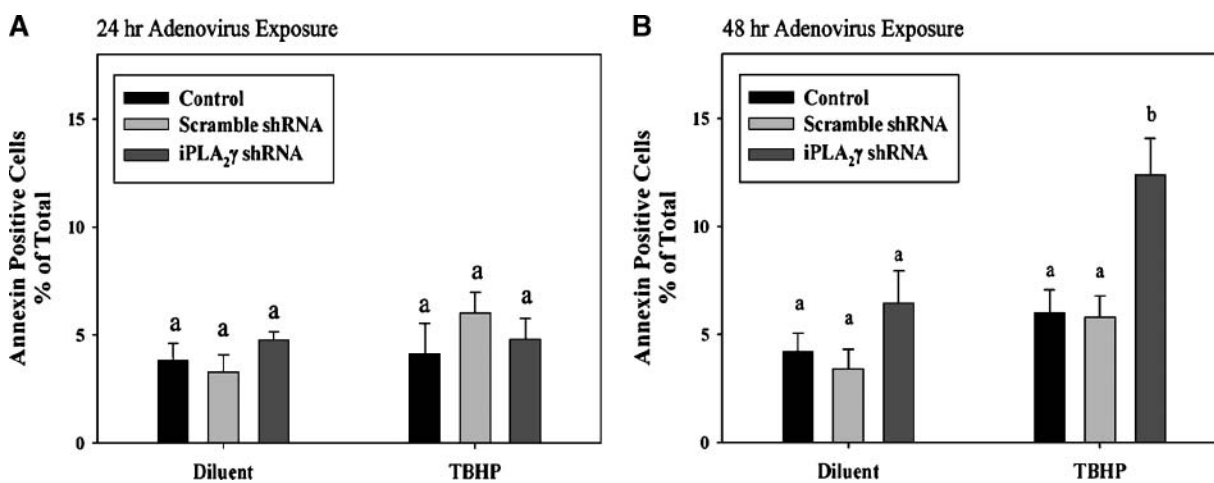 A 24 hr Adenovirus Exposure
Control
Scramble shRNA
iPLA₂γ shRNA
Annexin Positive Cells
% of Total
15
10
5
0
a a a a a a
Diluent TBHP
B 48 hr Adenovirus Exposure
Control
Scramble shRNA
iPLA₂γ shRNA
Annexin Positive Cells
% of Total
15
10
5
0
a a a a a b
Diluent TBHP